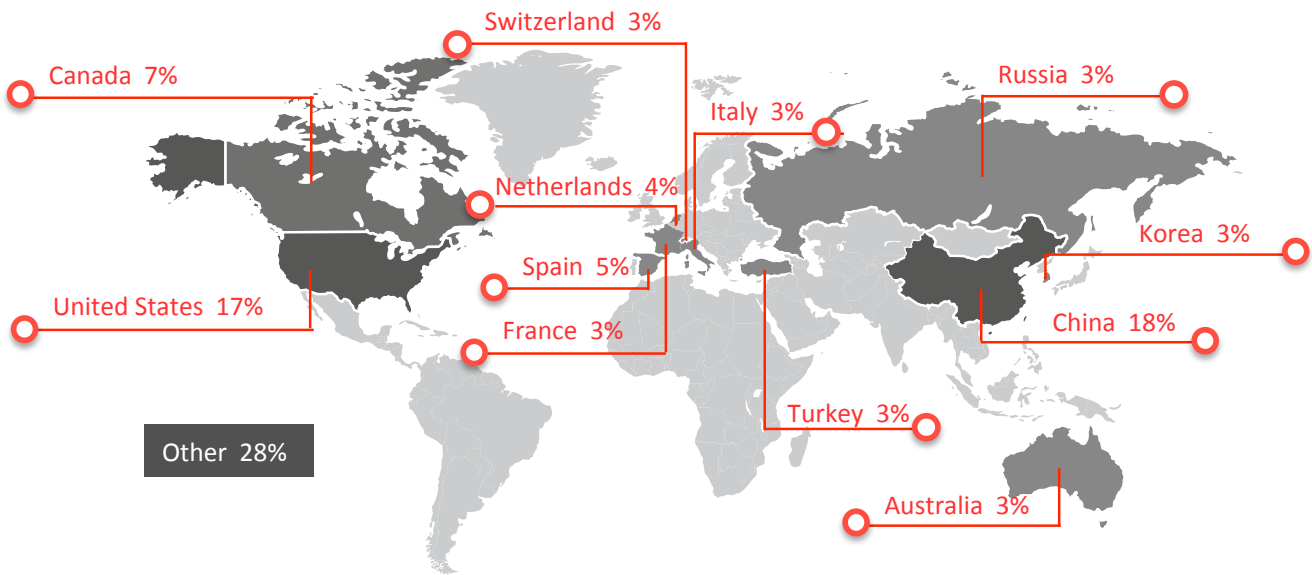 Switzerland 3%
Canada 7%
Russia 3%
Italy 3%
Netherlands 4%
Korea 3%
Spain 5%
United States 17%
China 18%
France 3%
Turkey 3%
Other 28%
Australia 3%